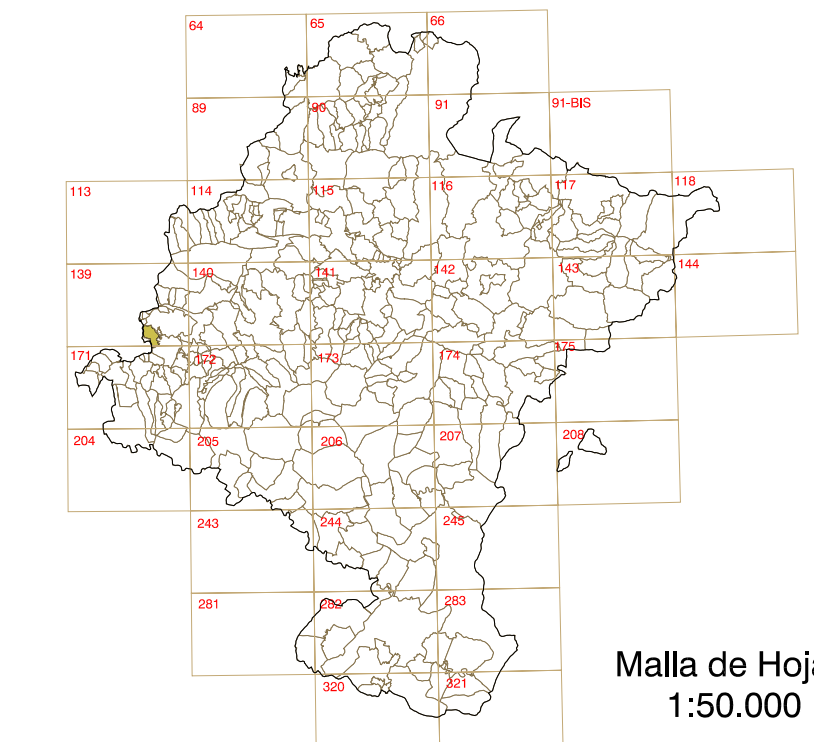 64 65 66
89 90 91 91-BIS
113 114 115 116 117 118
139 140 141 142 143 144
171 172 173 174 175
204 205 206 207 208
243 244 245
281 282 283
320 321
Malla de Hoja
1:50.000